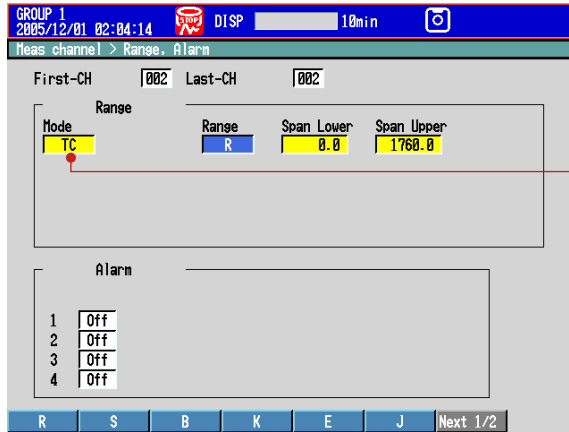 GROUP 1
2005/12/01 02:04:14 STOP DISP 10min
Meas channel > Range, Alarm
First-CH 002 Last-CH 002
Range
Mode Range Span Lower Span Upper
TC R 0.0 1760.0
Alarm
1 Off
2 Off
3 Off
4 Off
R S B K E J Next 1/2